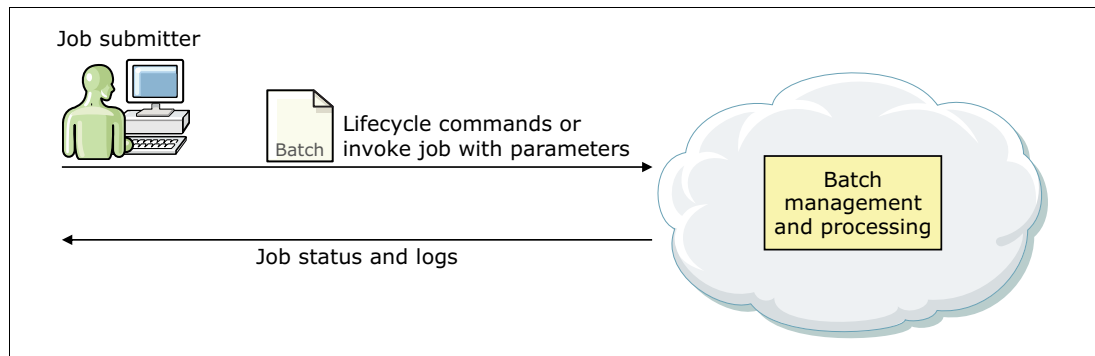 Job submitter
Batch
Lifecycle commands or
invoke job with parameters
Batch
management
and processing
Job status and logs